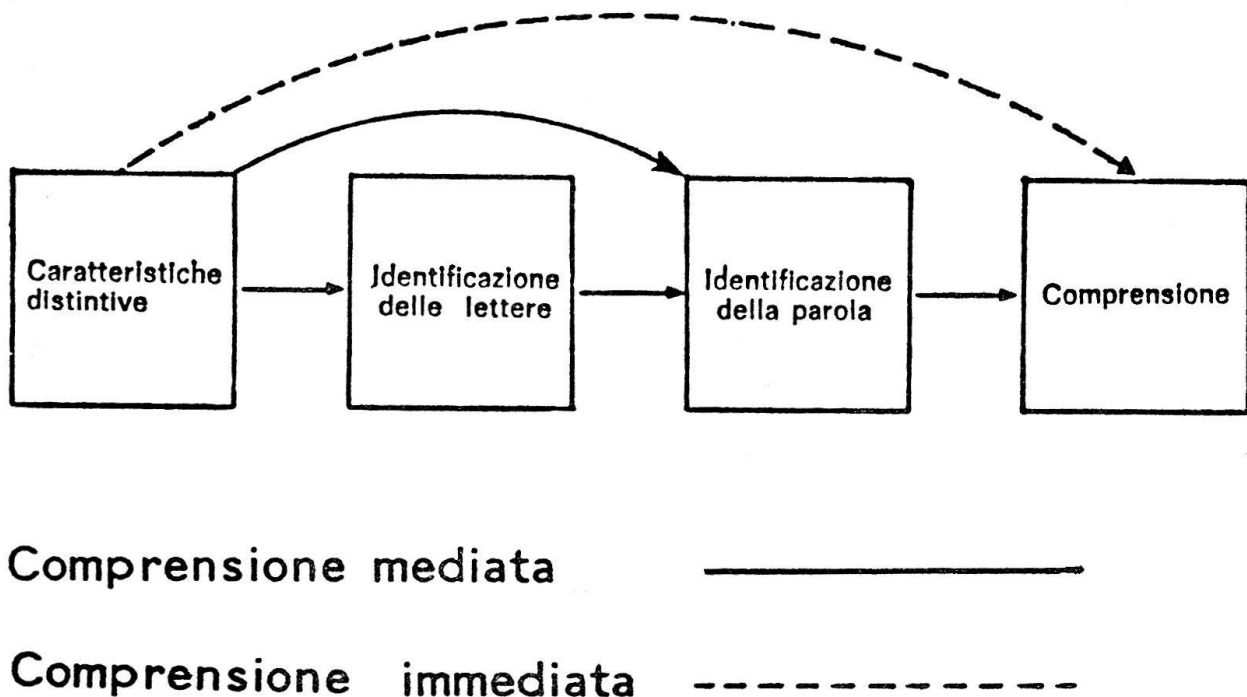 Caratteristiche
distintive
Identificazione
delle lettere
Identificazione
della parola
Comprensione
Comprensione mediata
Comprensione immediata